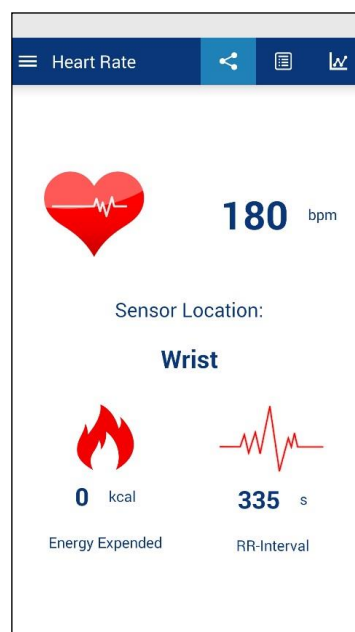 Heart Rate
180 bpm
Sensor Location:
Wrist
0 kcal
335 s
Energy Expended
RR-Interval